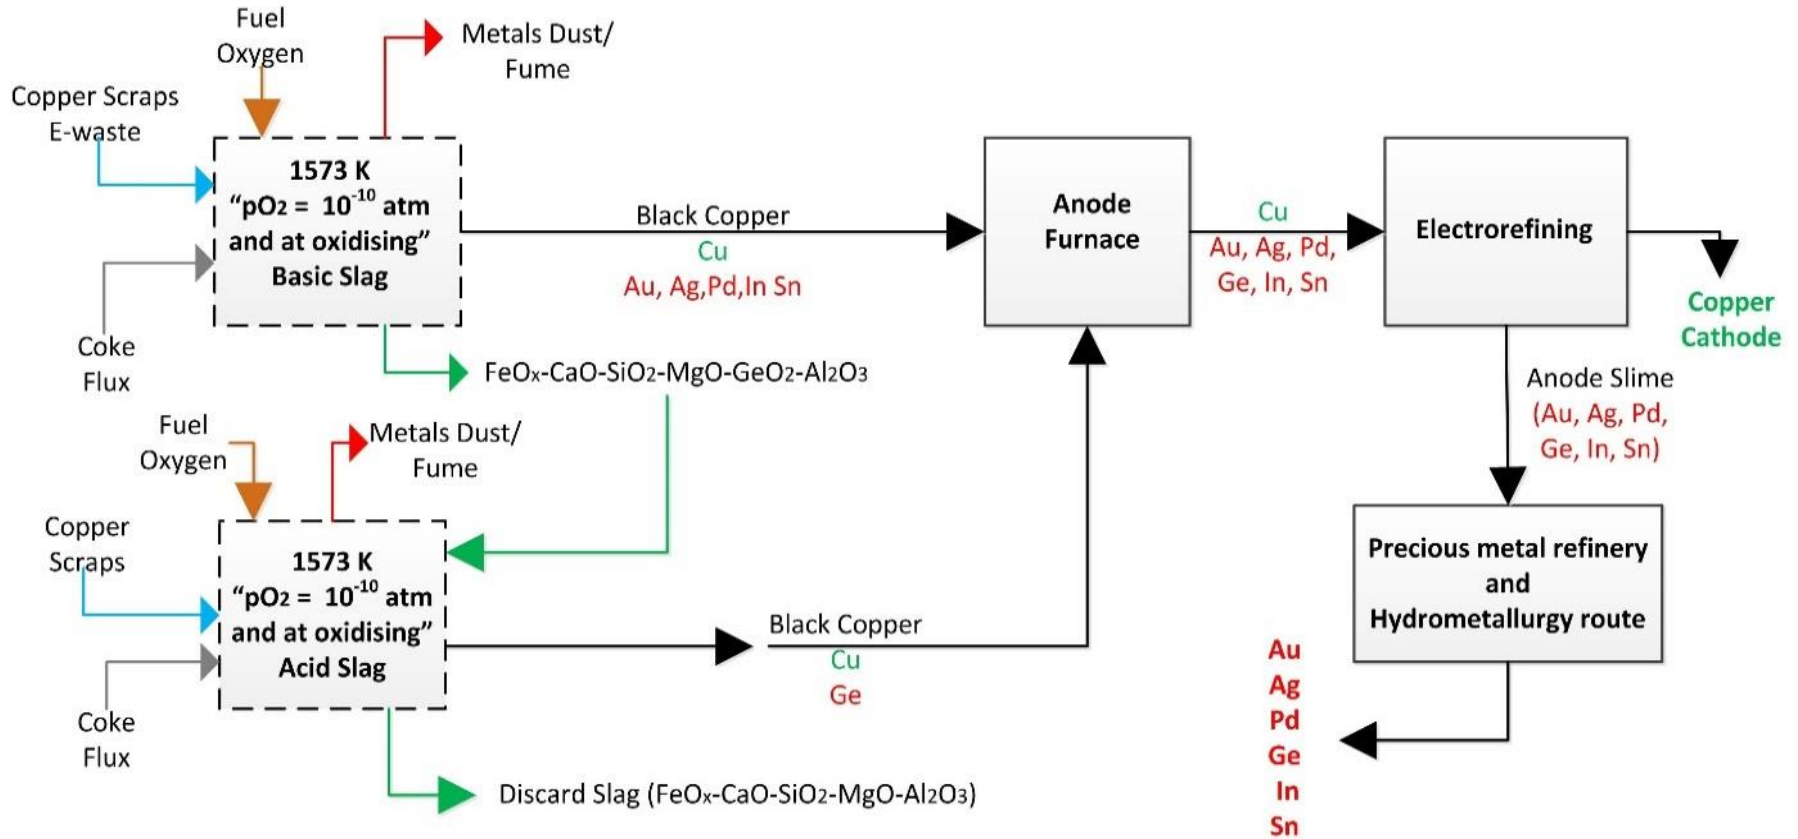 Fuel
Oxygen
Metals Dust/
Fume
Copper Scraps
E-waste
1573 K
“pO2 = 10-10 atm
and at oxidising”
Basic Slag
Coke
Flux
Black Copper
Cu
Au, Ag,Pd,In Sn
Anode
Furnace
Cu
Au, Ag, Pd,
Ge, In, Sn
Electrorefining
Copper
Cathode
FeOx-CaO-SiO2-MgO-GeO2-Al2O3
Anode Slime
(Au, Ag, Pd,
Ge, In, Sn)
Fuel
Oxygen
Metals Dust/
Fume
Copper
Scraps
1573 K
“pO2 = 10-10 atm
and at oxidising”
Acid Slag
Coke
Flux
Black Copper
Cu
Ge
Precious metal refinery
and
Hydrometallurgy route
Au
Ag
Pd
Ge
In
Sn
Discard Slag (FeOx-CaO-SiO2-MgO-Al2O3)